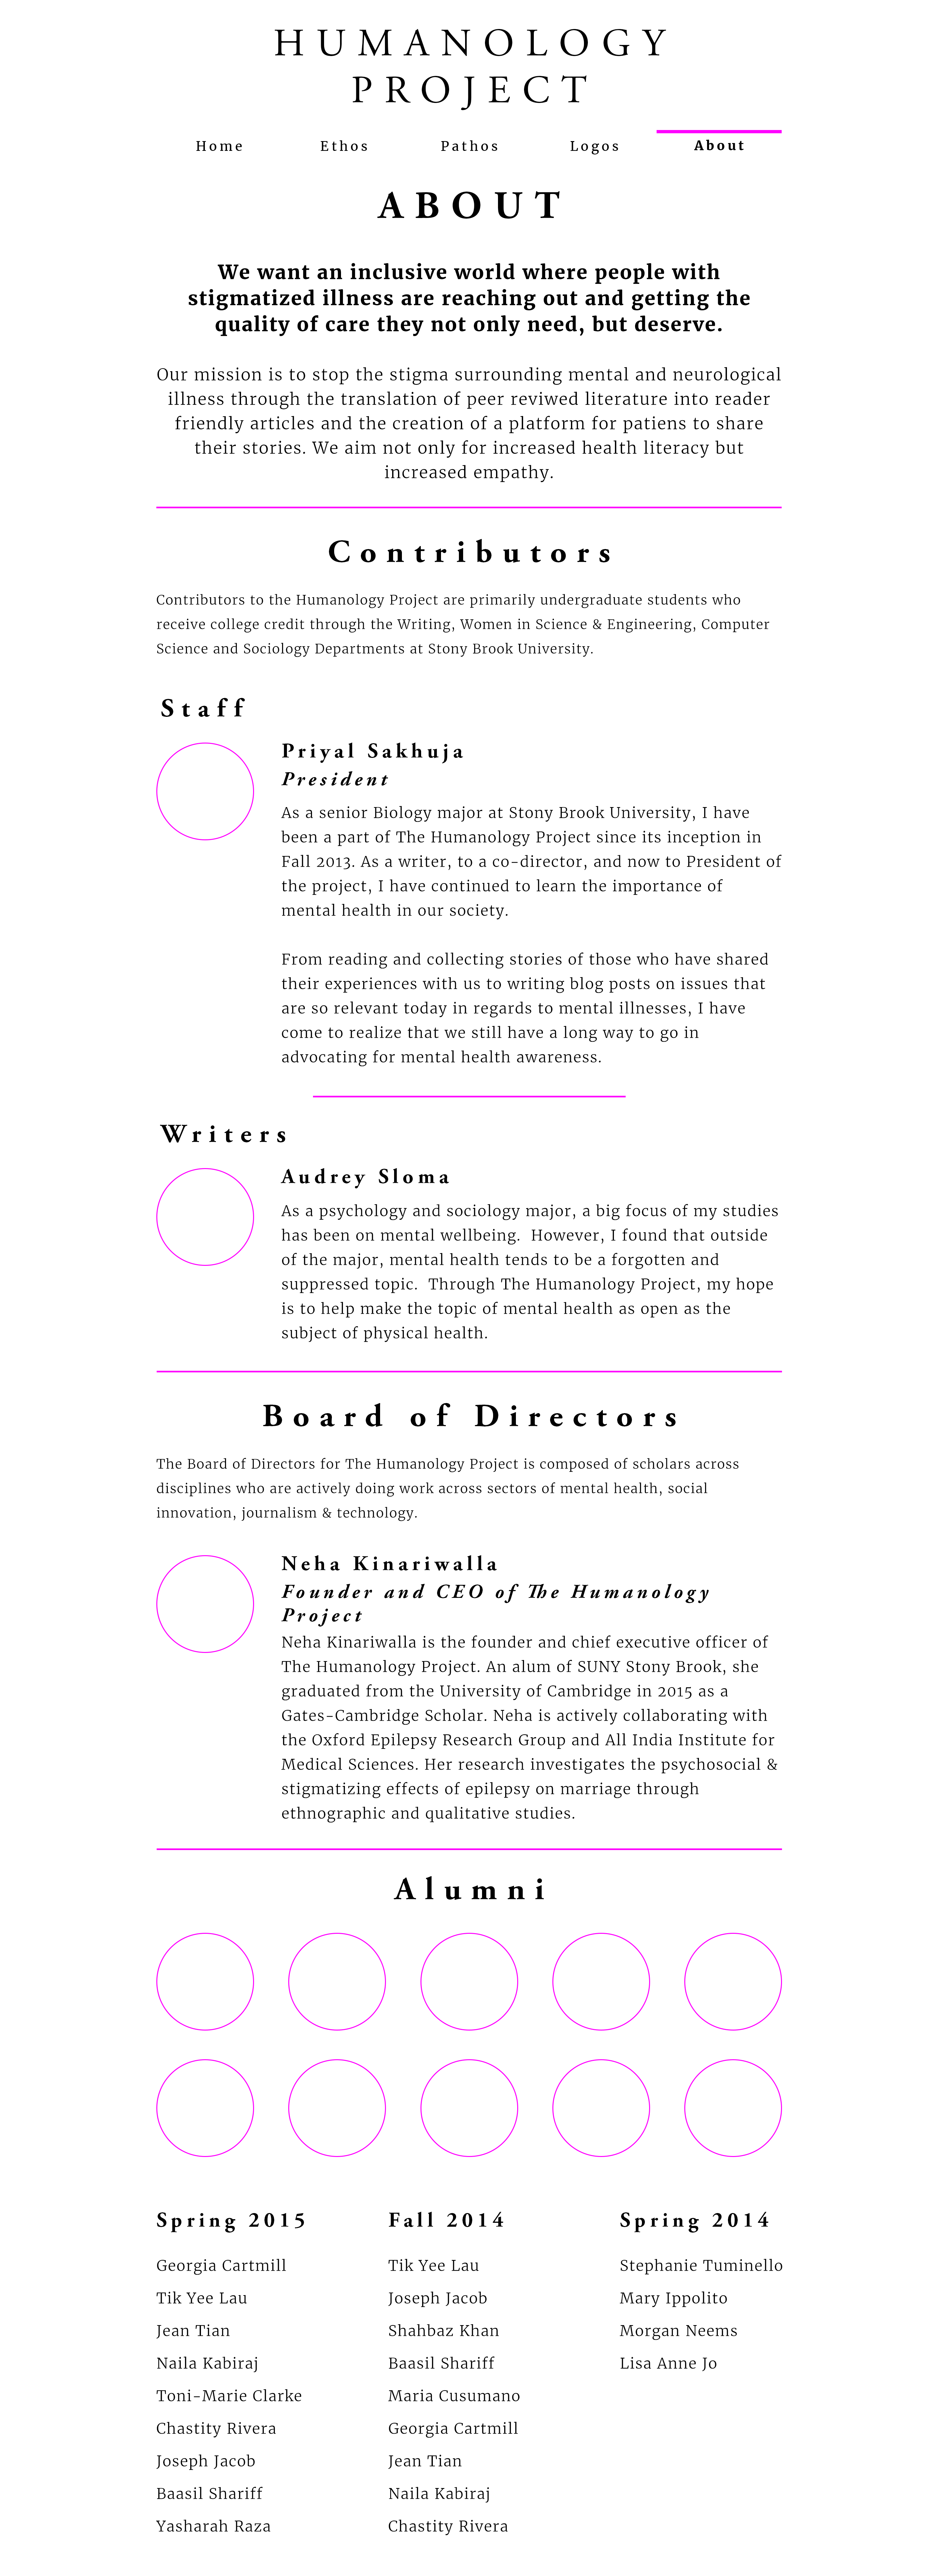 HUMANOLOGY
PROJECT
Home Ethos Pathos Logos About
ABOUT
We want an inclusive world where people with
stigmatized illness are reaching out and getting the
quality of care they not only need, but deserve.
Our mission is to stop the stigma surrounding mental and neurological
illness through the translation of peer reviwed literature into reader
friendly articles and the creation of a platform for patiens to share
their stories. We aim not only for increased health literacy but
increased empathy.
Contributors
Contributors to the Humanology Project are primarily undergraduate students who
receive college credit through the Writing, Women in Science & Engineering, Computer
Science and Sociology Departments at Stony Brook University.
Staff
Priyal Sakhuja
President
As a senior Biology major at Stony Brook University, I have
been a part of The Humanology Project since its inception in
Fall 2013. As a writer, to a co-director, and now to President of
the project, I have continued to learn the importance of
mental health in our society.
From reading and collecting stories of those who have shared
their experiences with us to writing blog posts on issues that
are so relevant today in regards to mental illnesses, I have
come to realize that we still have a long way to go in
advocating for mental health awareness.
Writers
Audrey Sloma
As a psychology and sociology major, a big focus of my studies
has been on mental wellbeing.  However, I found that outside
of the major, mental health tends to be a forgotten and
suppressed topic.  Through The Humanology Project, my hope
is to help make the topic of mental health as open as the
subject of physical health.
Board of Directors
The Board of Directors for The Humanology Project is composed of scholars across
disciplines who are actively doing work across sectors of mental health, social
innovation, journalism & technology.
Neha Kinariwalla
Founder and CEO of The Humanology
Project
Neha Kinariwalla is the founder and chief executive officer of
The Humanology Project. An alum of SUNY Stony Brook, she
graduated from the University of Cambridge in 2015 as a
Gates-Cambridge Scholar. Neha is actively collaborating with
the Oxford Epilepsy Research Group and All India Institute for
Medical Sciences. Her research investigates the psychosocial &
stigmatizing effects of epilepsy on marriage through
ethnographic and qualitative studies.
Alumni
Spring 2015
Georgia Cartmill
Tik Yee Lau
Jean Tian
Naila Kabiraj
Toni-Marie Clarke
Chastity Rivera
Joseph Jacob
Baasil Shariff
Yasharah Raza
Fall 2014
Tik Yee Lau
Joseph Jacob
Shahbaz Khan
Baasil Shariff
Maria Cusumano
Georgia Cartmill
Jean Tian
Naila Kabiraj
Chastity Rivera
Spring 2014
Stephanie Tuminello
Mary Ippolito
Morgan Neems
Lisa Anne Jo